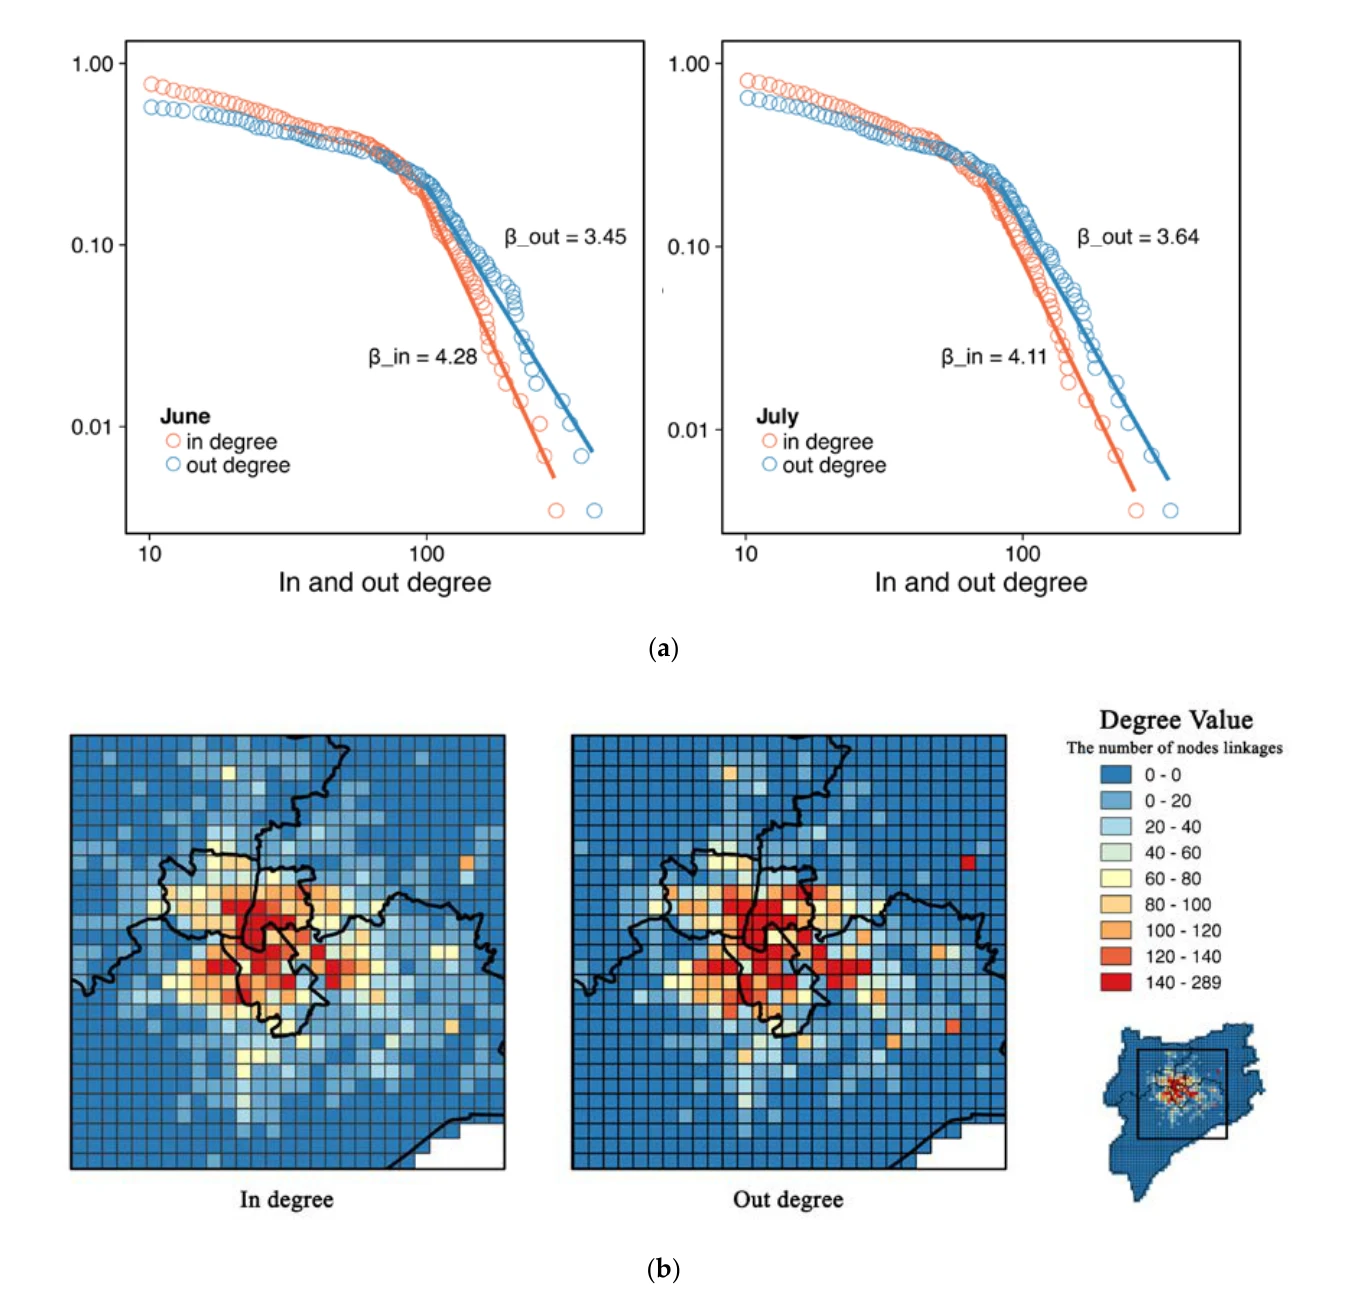 1.00
0.10
0.01
β_out = 3.45
β_in = 4.28
June
in degree
out degree
10 100
In and out degree
1.00
0.10
0.01
β_out = 3.64
β_in = 4.11
July
in degree
out degree
10 100
In and out degree
(a)
Degree Value
The number of nodes linkages
0 - 0
0 - 20
20 - 40
40 - 60
60 - 80
80 - 100
100 - 120
120 - 140
140 - 289
In degree
Out degree
(b)